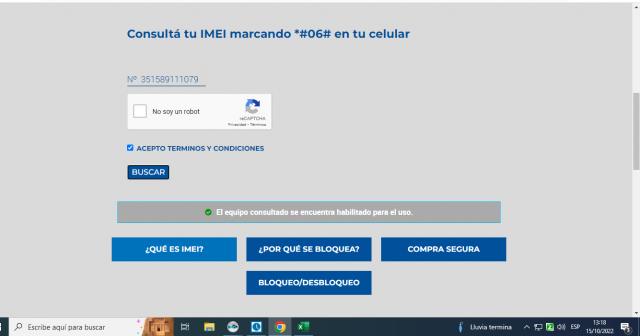 Consultá tu IMEI marcando *#06# en tu celular
Nº 351589111079
No soy un robot
reCAPTCHA
Privacidad - Términos
ACEPTO TERMINOS Y CONDICIONES
BUSCAR
El equipo consultado se encuentra habilitado para el uso.
¿QUÉ ES IMEI?
¿POR QUÉ SE BLOQUEA?
COMPRA SEGURA
BLOQUEO/DESBLOQUEO
Escribe aquí para buscar
Lluvia termina
ESP
13:18
15/10/2022